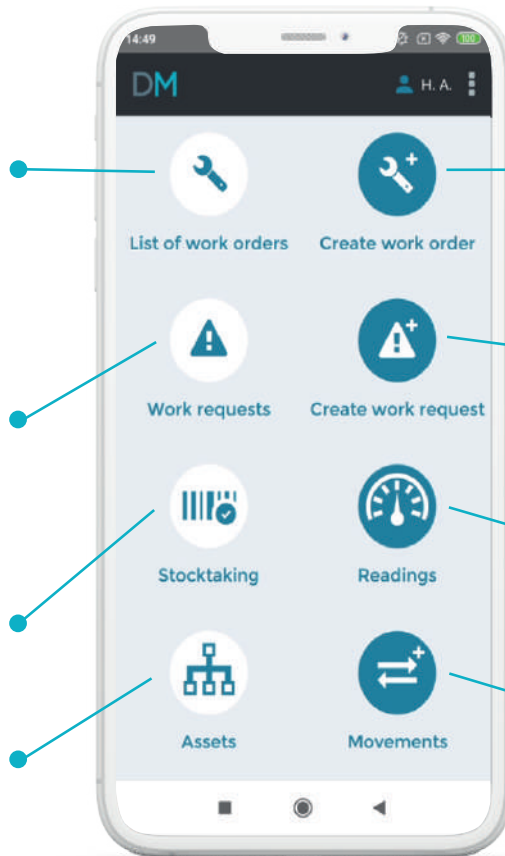 14:49
100
DM
H. A.
List of work orders
Create work order
Work requests
Create work request
Stocktaking
Readings
Assets
Movements